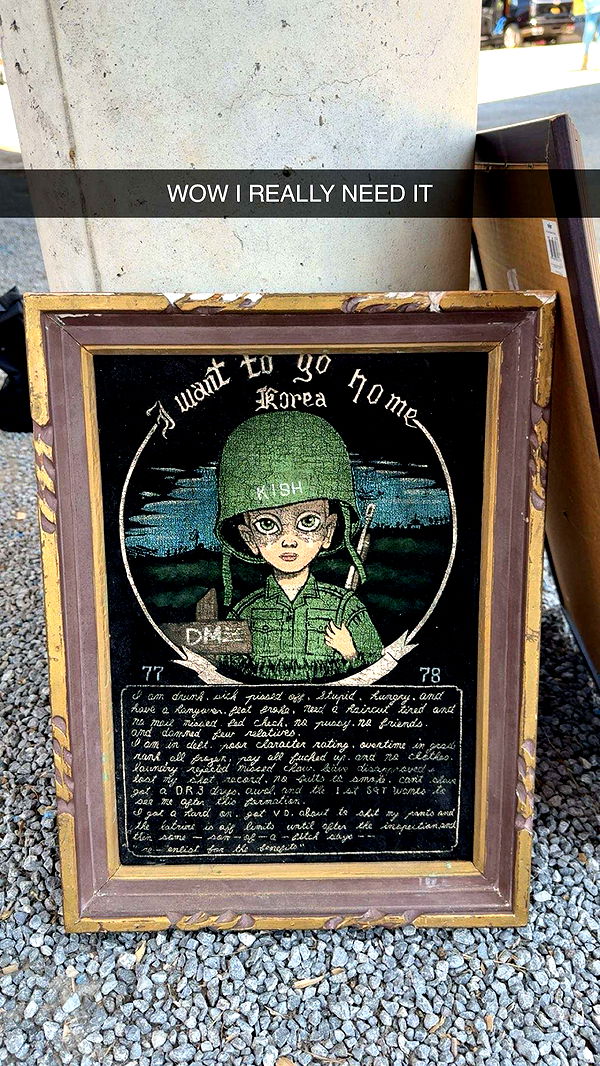 WOW I REALLY NEED IT
I want to go home
Korea
KISH
DMZ
77 78
I am drunk, sick pissed off, Stupid, hungry, and
have a hangover, flat broke, need a haircut tired and
no mail missed bed check, no pussy, no friends,
and damned few relatives.
I am in debt, poor character rating, overtime in grade
rank all frozen, pay all fucked up, and no clothes.
laundry rejected missed chow, leave disapproved,
lost my shot record, no butts to smoke, cant shave
got a DR. 3 days, awol, and the 1 st SGT wants to
see me after this formation.
I got a hard on, got V.D. about to shit my pants and
the latrine is off limits until after the inspection, and
then some - son - of - a - bitch says ---
"re-enlist for the benefits"